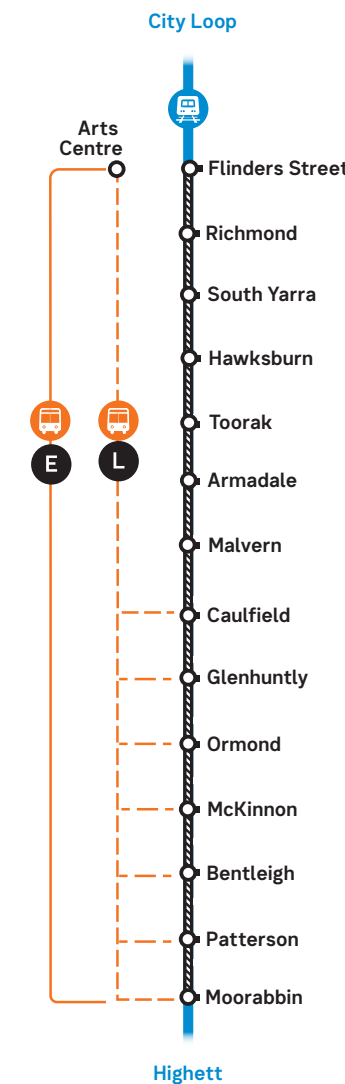 City Loop
Arts
Centre
Flinders Street
Richmond
South Yarra
Hawksburn
Toorak
E
L
Armadale
Malvern
Caulfield
Glenhuntly
Ormond
McKinnon
Bentleigh
Patterson
Moorabbin
Highett